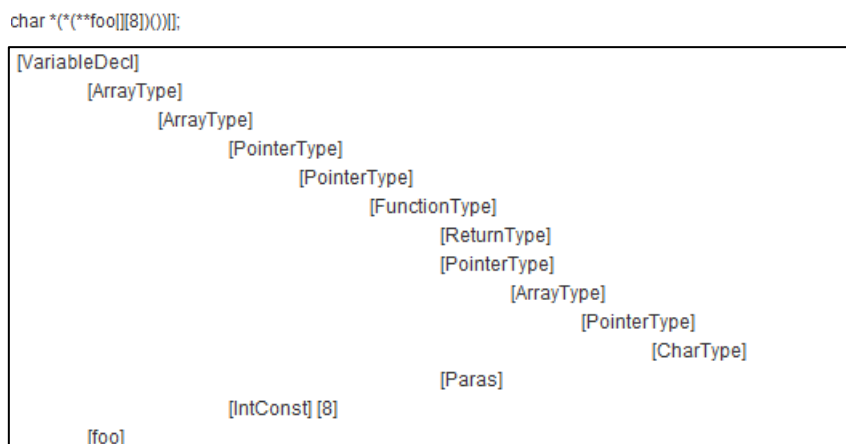 char *(*(**foo[][8])())[];
[VariableDecl]
[ArrayType]
[ArrayType]
[PointerType]
[PointerType]
[FunctionType]
[ReturnType]
[PointerType]
[ArrayType]
[PointerType]
[CharType]
[Paras]
[IntConst] [8]
[foo]